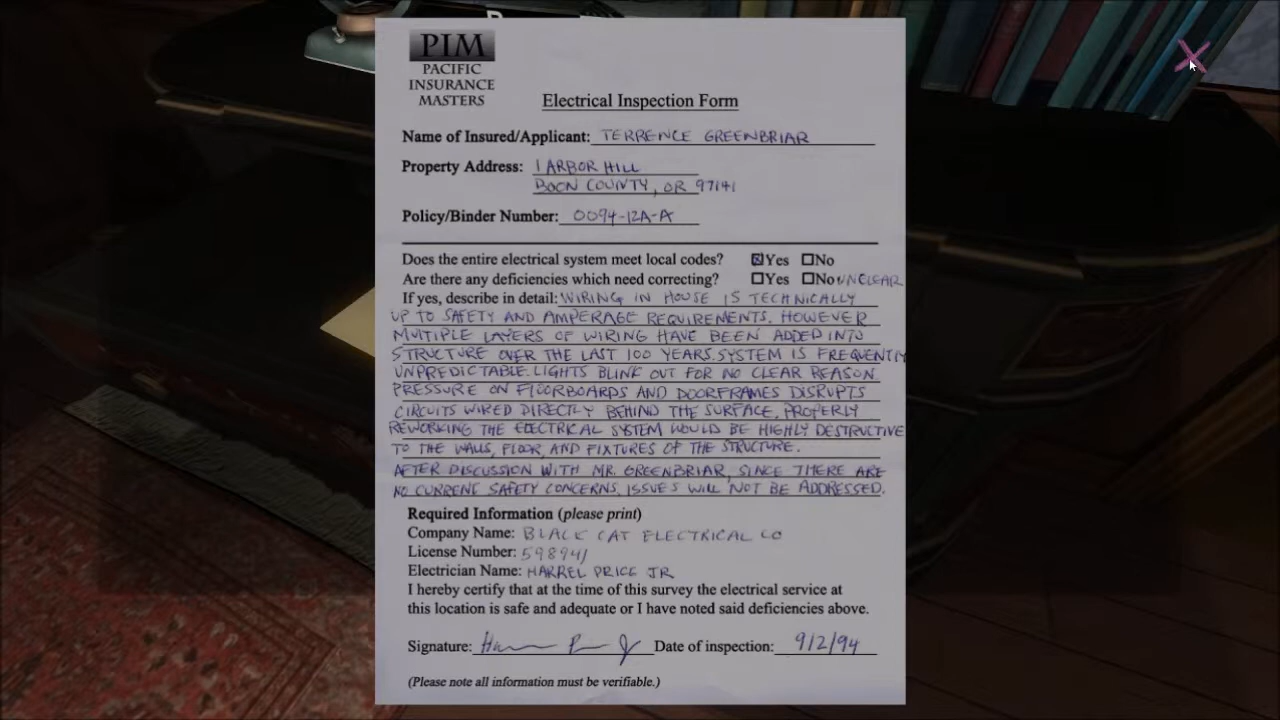 PIM
PACIFIC
INSURANCE
MASTERS
Electrical Inspection Form
Name of Insured/Applicant: TERRENCE GREENBRIAR
Property Address: 1 ARBOR HILL
BOON COUNTY, OR 97141
Policy/Binder Number: 0094-12A-A
Does the entire electrical system meet local codes? ☒Yes ☐No
Are there any deficiencies which need correcting? ☐Yes ☐No UNCLEAR
If yes, describe in detail: WIRING IN HOUSE IS TECHNICALLY
UP TO SAFETY AND AMPERAGE REQUIREMENTS. HOWEVER
MULTIPLE LAYERS OF WIRING HAVE BEEN ADDED INTO
STRUCTURE OVER THE LAST 100 YEARS. SYSTEM IS FREQUENTLY
UNPREDICTABLE. LIGHTS BLINK OUT FOR NO CLEAR REASON.
PRESSURE ON FLOORBOARDS AND DOORFRAMES DISRUPTS
CIRCUITS WIRED DIRECTLY BEHIND THE SURFACE. PROPERLY
REWORKING THE ELECTRICAL SYSTEM WOULD BE HIGHLY DESTRUCTIVE
TO THE WALLS, FLOOR, AND FIXTURES OF THE STRUCTURE.
AFTER DISCUSSION WITH MR. GREENBRIAR, SINCE THERE ARE
NO CURRENT SAFETY CONCERNS, ISSUES WILL NOT BE ADDRESSED.
Required Information (please print)
Company Name: BLACK CAT ELECTRICAL CO
License Number: 598941
Electrician Name: HARREL PRICE JR
I hereby certify that at the time of this survey the electrical service at
this location is safe and adequate or I have noted said deficiencies above.
Signature: Date of inspection: 9/2/94
(Please note all information must be verifiable.)